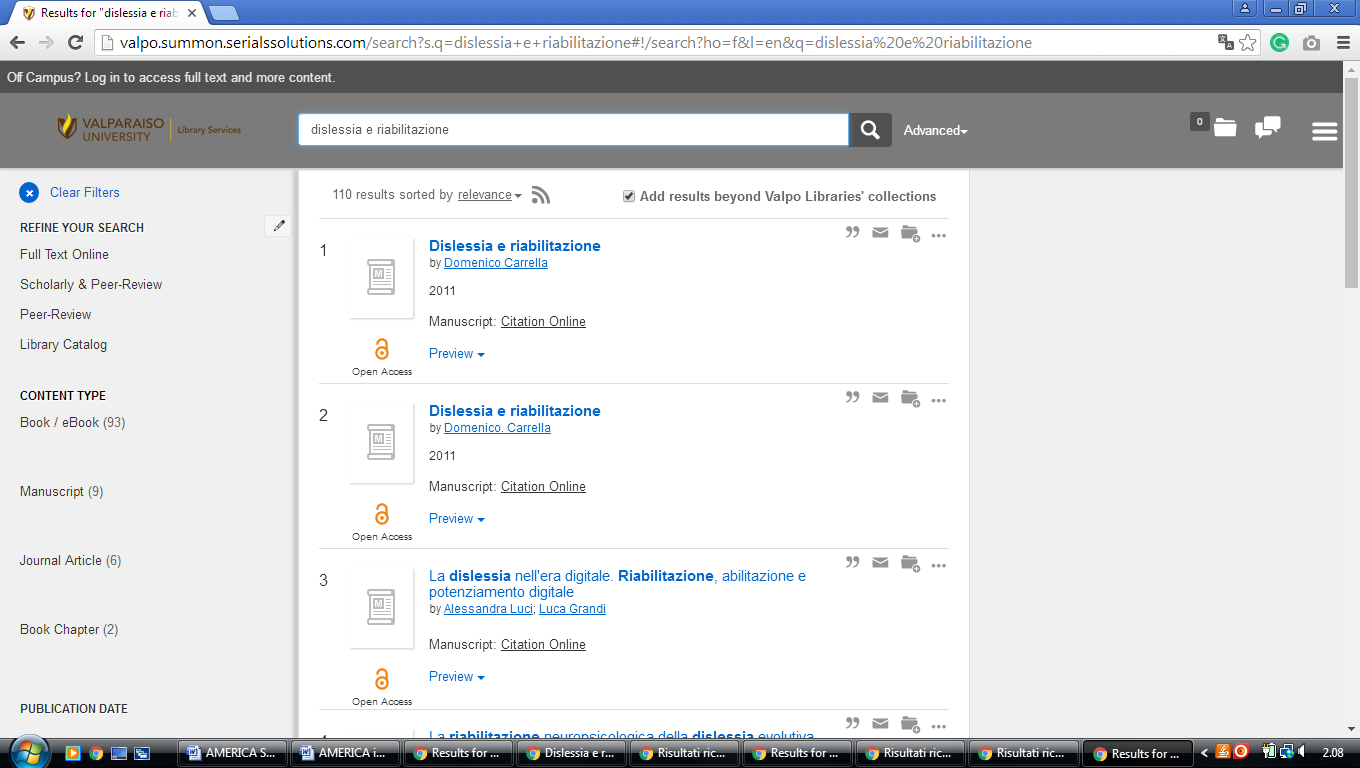 Results for "dislessia e riab
valpo.summon.serialssolutions.com/search?s.q=dislessia+e+riabilitazione#!/search?ho=f&l=en&q=dislessia%20e%20riabilitazione
Off Campus? Log in to access full text and more content.
VALPARAISO UNIVERSITY Library Services
dislessia e riabilitazione
Advanced
0
Clear Filters
REFINE YOUR SEARCH
Full Text Online
Scholarly & Peer-Review
Peer-Review
Library Catalog
CONTENT TYPE
Book / eBook (93)
Manuscript (9)
Journal Article (6)
Book Chapter (2)
PUBLICATION DATE
110 results sorted by relevance
Add results beyond Valpo Libraries' collections
1
Dislessia e riabilitazione
by Domenico Carrella
2011
Manuscript: Citation Online
Preview
Open Access
2
Dislessia e riabilitazione
by Domenico. Carrella
2011
Manuscript: Citation Online
Preview
Open Access
3
La dislessia nell'era digitale. Riabilitazione, abilitazione e
potenziamento digitale
by Alessandra Luci; Luca Grandi
Manuscript: Citation Online
Preview
Open Access
La riabilitazione neuropsicologica della dislessia evolutiva
AMERICA S...
AMERICA i...
Results for ...
Dislessia e r...
Risultati ric...
Results for ...
Risultati ric...
Risultati ric...
Results for ...
2.08